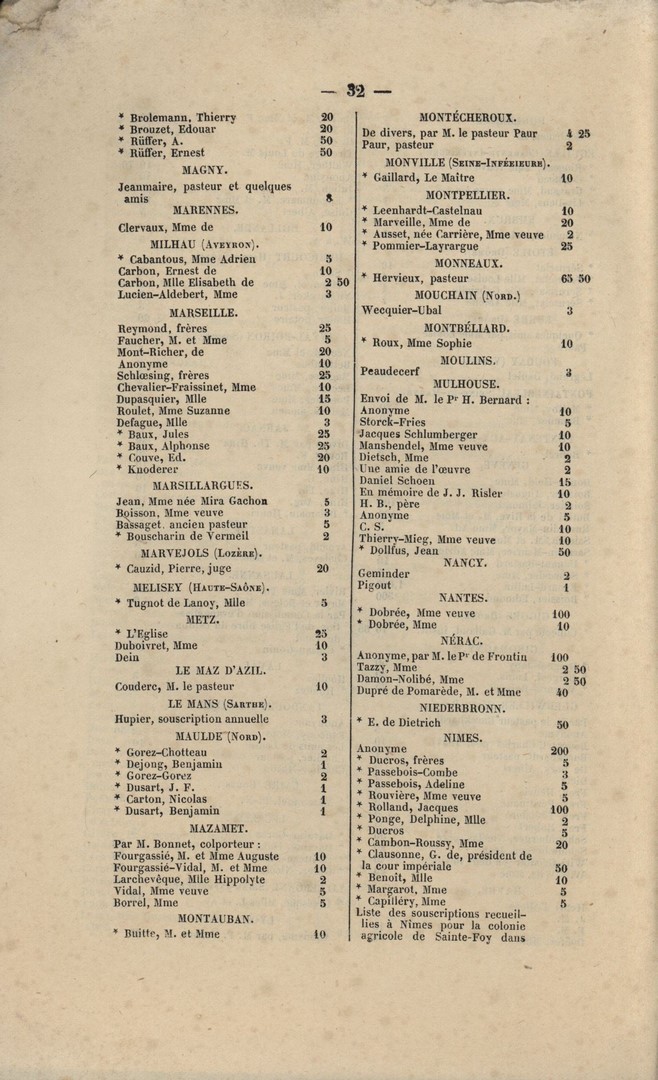 — 32 —
* Brolemann, Thierry 20
* Brouzet, Edouar 20
* Rüffer, A. 50
* Rüffer, Ernest 50
MAGNY.
Jeanmaire, pasteur et quelques
amis 8
MARENNES.
Clervaux, Mme de 10
MILHAU (AVEYRON).
* Cabantous, Mme Adrien 5
Carbon, Ernest de 10
Carbon, Mlle Elisabeth de 2 50
Lucien-Aldebert, Mme 3
MARSEILLE.
Reymond, frères 25
Faucher, M. et Mme 5
Mont-Richer, de 20
Anonyme 10
Schlœsing, frères 25
Chevalier-Fraissinet, Mme 10
Dupasquier, Mlle 15
Roulet, Mme Suzanne 10
Defague, Mlle 3
* Baux, Jules 25
* Baux, Alphonse 25
* Couve, Ed. 20
* Knoderer 10
MARSILLARGUES.
Jean, Mme née Mira Gachon 5
Boisson, Mme veuve 3
Bassaget, ancien pasteur 5
* Bouscharin de Vermeil 2
MARVEJOLS (LOZÈRE).
* Cauzid, Pierre, juge 20
MELISEY (HAUTE-SAÔNE).
* Tugnot de Lanoy, Mlle 5
METZ.
* L'Eglise 25
Duboivret, Mme 10
Dein 3
LE MAZ D'AZIL.
Couderc, M. le pasteur 10
LE MANS (SARTHE).
Hupier, souscription annuelle 3
MAULDE (NORD).
* Gorez-Chotteau 2
* Dejong, Benjamin 1
* Gorez-Gorez 2
* Dusart, J. F. 1
* Carton, Nicolas 1
* Dusart, Benjamin 1
MAZAMET.
Par M. Bonnet, colporteur :
Fourgassié, M. et Mme Auguste 10
Fourgassié-Vidal, M. et Mme 10
Larchevêque, Mlle Hippolyte 2
Vidal, Mme veuve 5
Borrel, Mme 5
MONTAUBAN.
* Buitte, M. et Mme 10
MONTÉCHEROUX.
De divers, par M. le pasteur Paur 4 25
Paur, pasteur 2
MONVILLE (SEINE-INFÉRIEURE).
* Gaillard, Le Maître 10
MONTPELLIER.
* Leenhardt-Castelnau 10
* Marveille, Mme de 20
* Ausset, née Carrière, Mme veuve 2
* Pommier-Layrargue 25
MONNEAUX.
* Hervieux, pasteur 65 50
MOUCHAIN (NORD.)
Wecquier-Ubal 3
MONTBÉLIARD.
* Roux, Mme Sophie 10
MOULINS.
Peaudecerf 3
MULHOUSE.
Envoi de M. le Pr H. Bernard :
Anonyme 10
Storck-Fries 5
Jacques Schlumberger 10
Mansbendel, Mme veuve 10
Dietsch, Mme 2
Une amie de l'œuvre 2
Daniel Schoen 15
En mémoire de J. J. Risler 10
H. B., père 2
Anonyme 5
C. S. 10
Thierry-Mieg, Mme veuve 10
* Dollfus, Jean 50
NANCY.
Geminder 2
Pigout 1
NANTES.
* Dobrée, Mme veuve 100
* Dobrée, Mme 10
NÉRAC.
Anonyme, par M. le Pr de Frontin 100
Tazzy, Mme 2 50
Damon-Nolibé, Mme 2 50
Dupré de Pomarède, M. et Mme 40
NIEDERBRONN.
* E. de Dietrich 50
NIMES.
Anonyme 200
* Ducros, frères 5
* Passebois-Combe 3
* Passebois, Adeline 5
* Rouvière, Mme veuve 5
* Rolland, Jacques 100
* Ponge, Delphine, Mlle 2
* Ducros 5
* Cambon-Roussy, Mme 20
* Clausonne, G. de, président de
la cour impériale 50
* Benoît, Mlle 10
* Margarot, Mme 5
* Capilléry, Mme 5
Liste des souscriptions recueil-
lies à Nîmes pour la colonie
agricole de Sainte-Foy dans